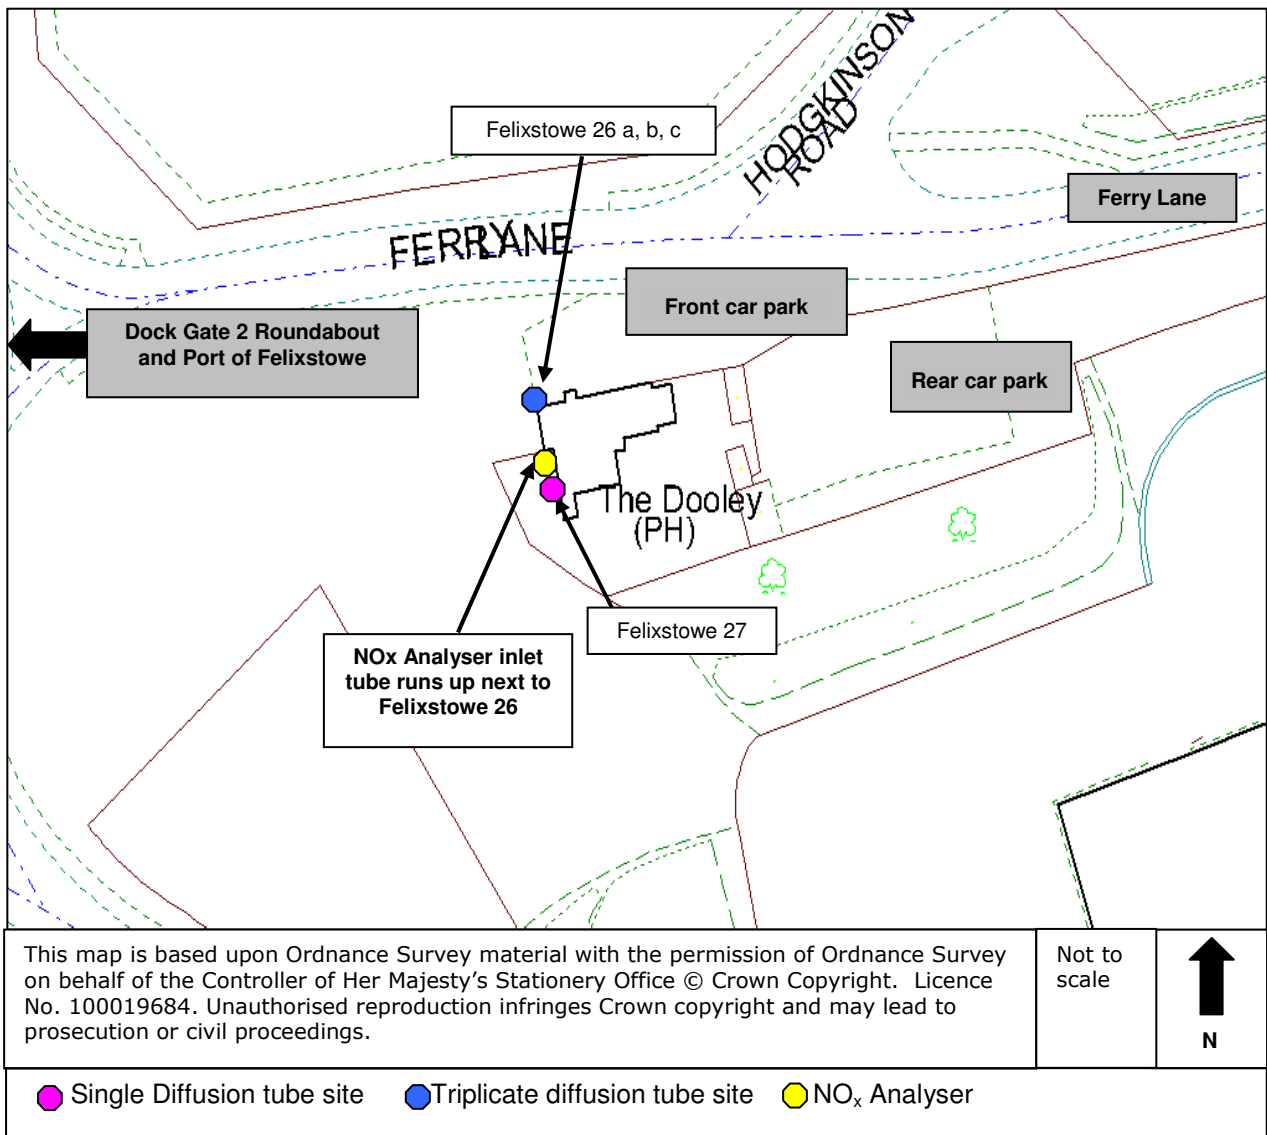 HODGKINSON
ROAD
Felixstowe 26 a, b, c
Ferry Lane
FERRY LANE
Front car park
Dock Gate 2 Roundabout
and Port of Felixstowe
Rear car park
The Dooley
(PH)
Felixstowe 27
NOx Analyser inlet
tube runs up next to
Felixstowe 26
This map is based upon Ordnance Survey material with the permission of Ordnance Survey
on behalf of the Controller of Her Majesty's Stationery Office © Crown Copyright. Licence
No. 100019684. Unauthorised reproduction infringes Crown copyright and may lead to
prosecution or civil proceedings.
Not to
scale
N
Single Diffusion tube site
Triplicate diffusion tube site
NOx Analyser